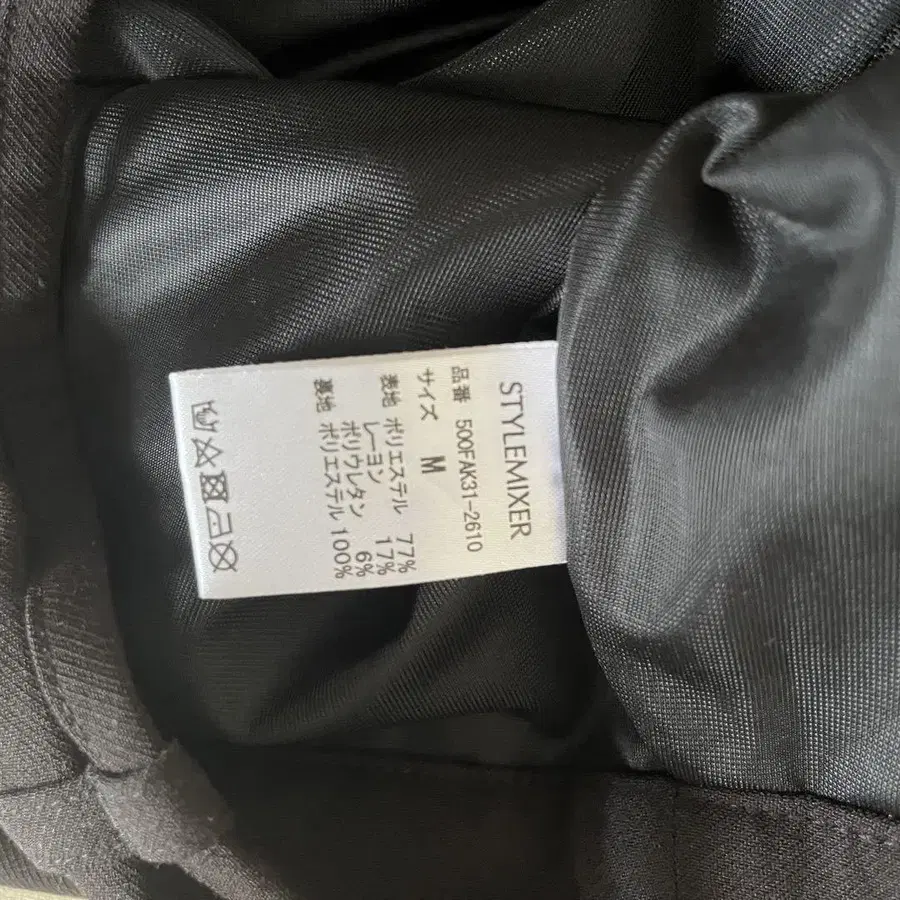 STYLEMIXER
品番 500FAK31-2610
サイズ M
表地 ポリエステル 77%
レーヨン 17%
ポリウレタン 6%
裏地 ポリエステル 100%